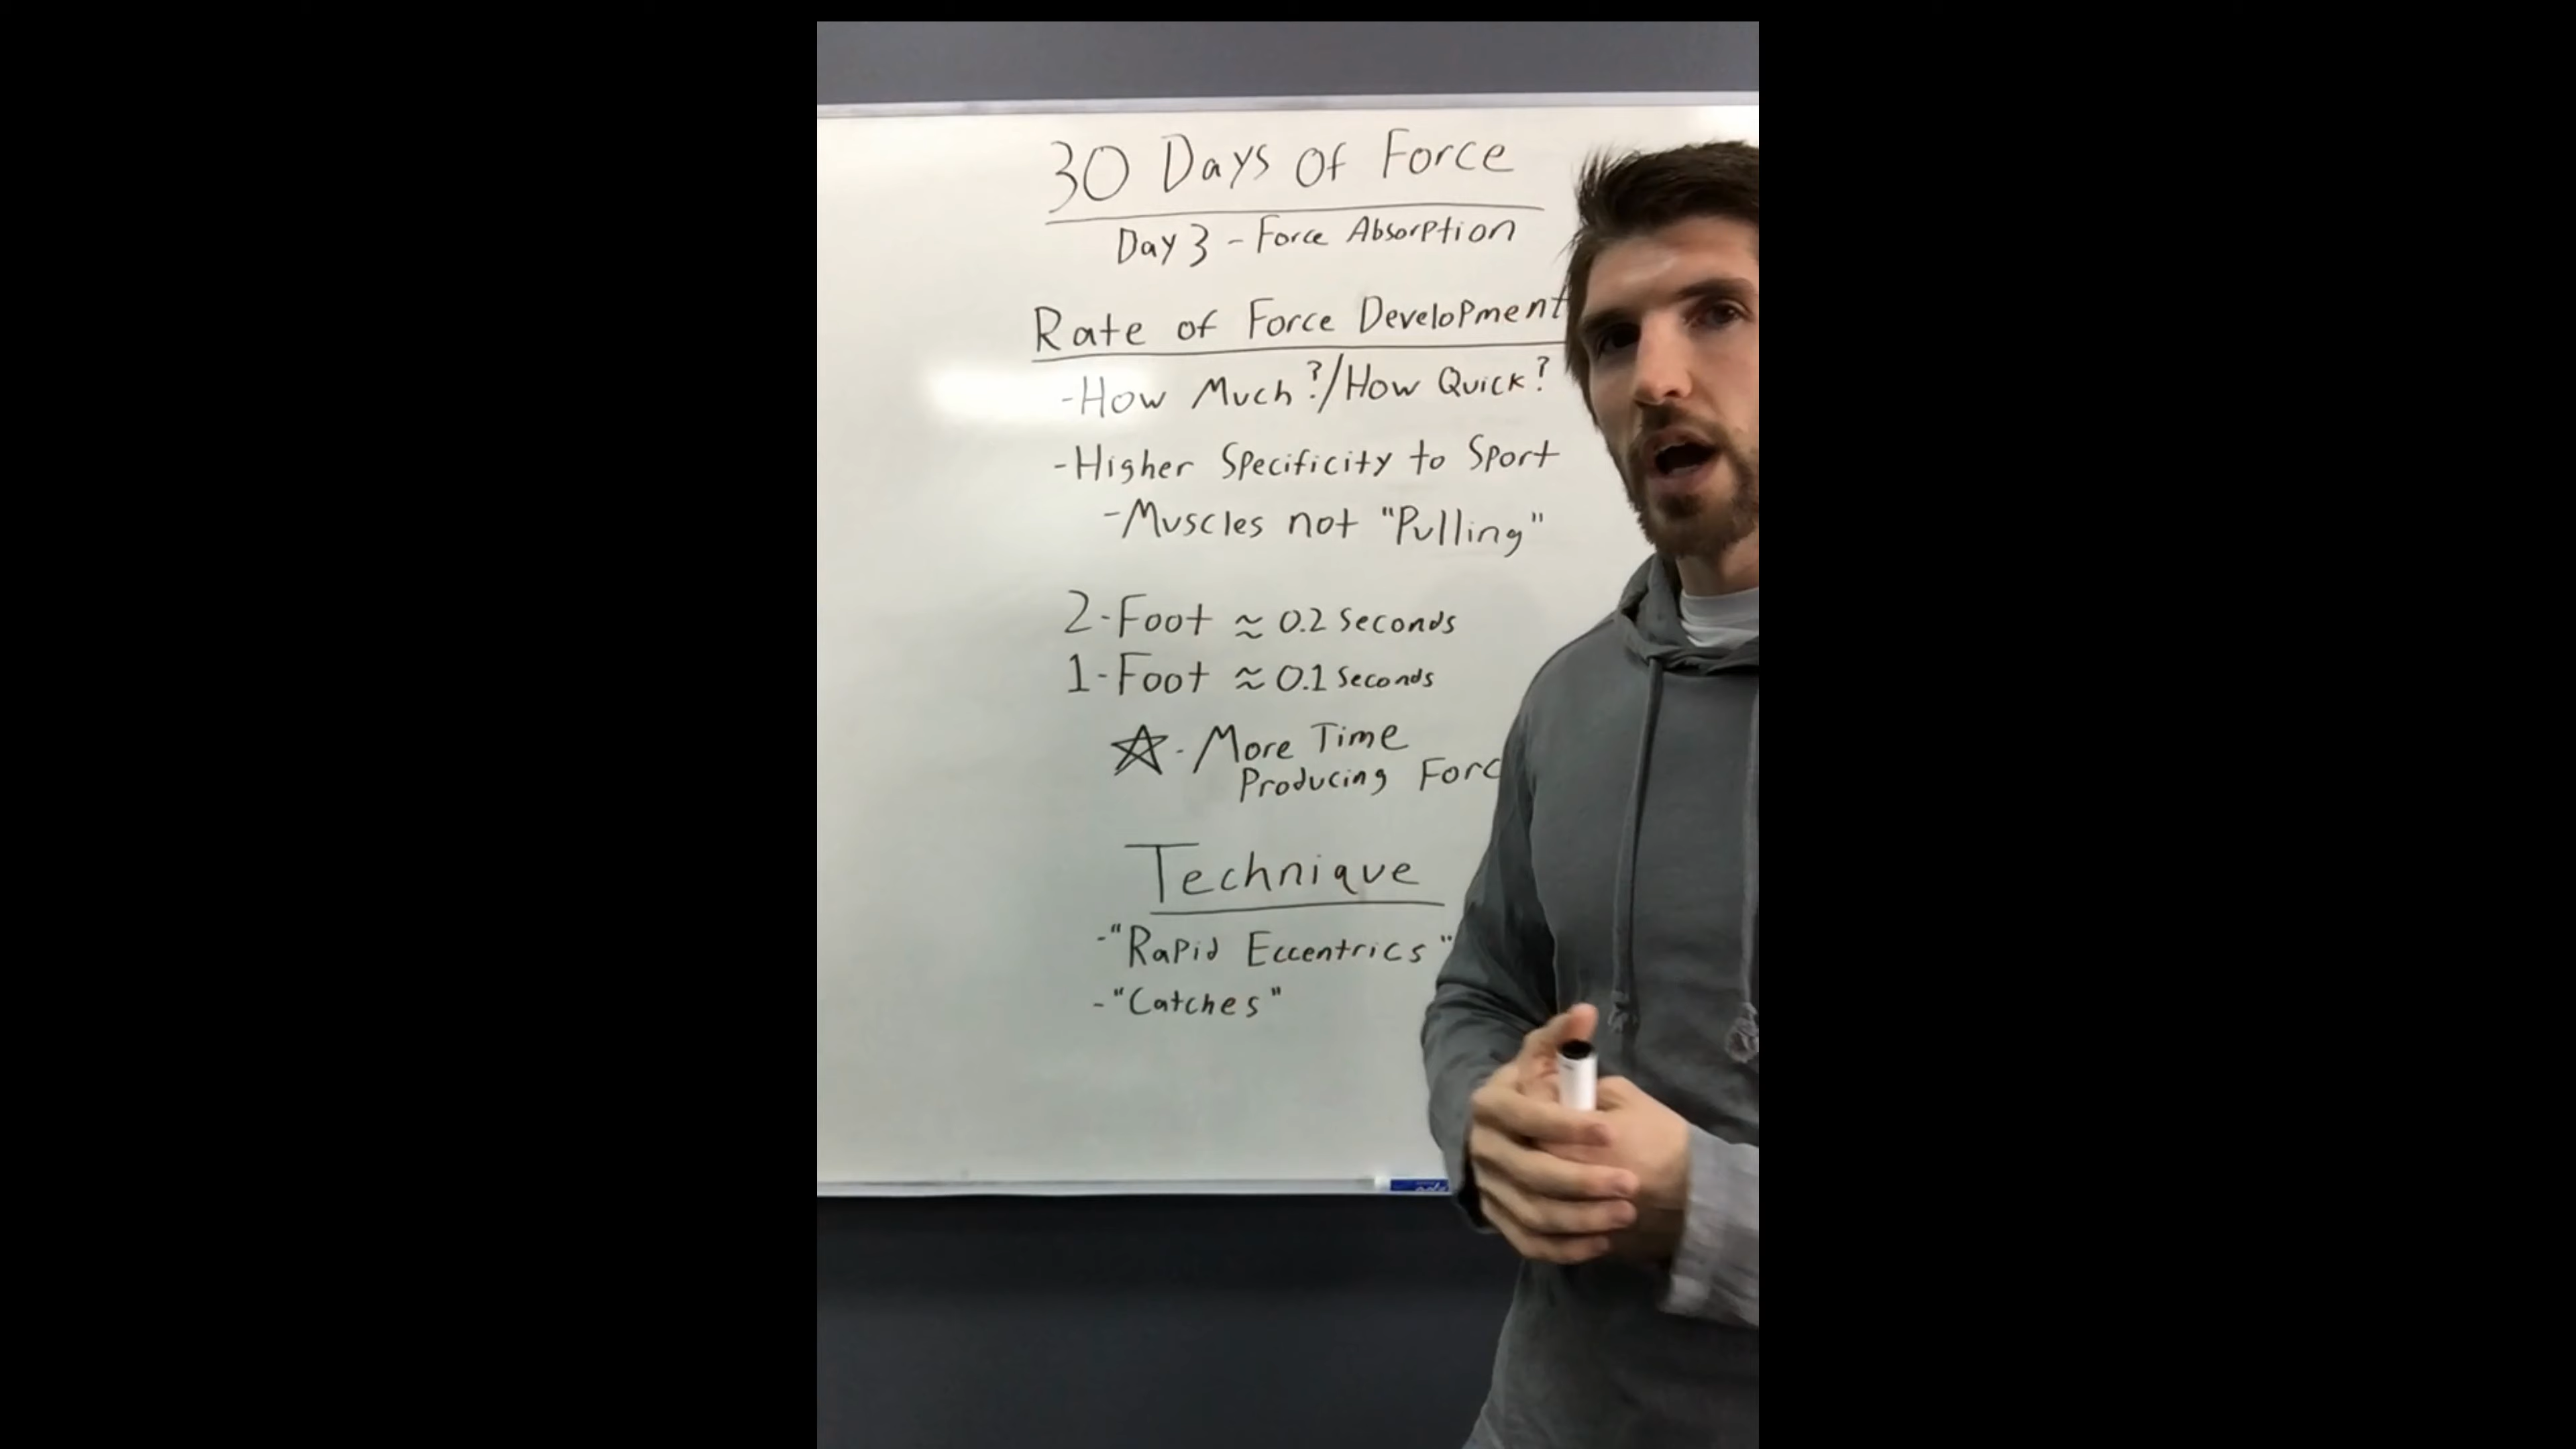 30 Days of Force
Day 3 - Force Absorption
Rate of Force Development
- How Much?/How Quick?
- Higher Specificity to Sport
- Muscles not "Pulling"
2-Foot ≈ 0.2 Seconds
1-Foot ≈ 0.1 Seconds
☆ - More Time
Producing Forc
Technique
- "Rapid Eccentrics"
- "Catches"